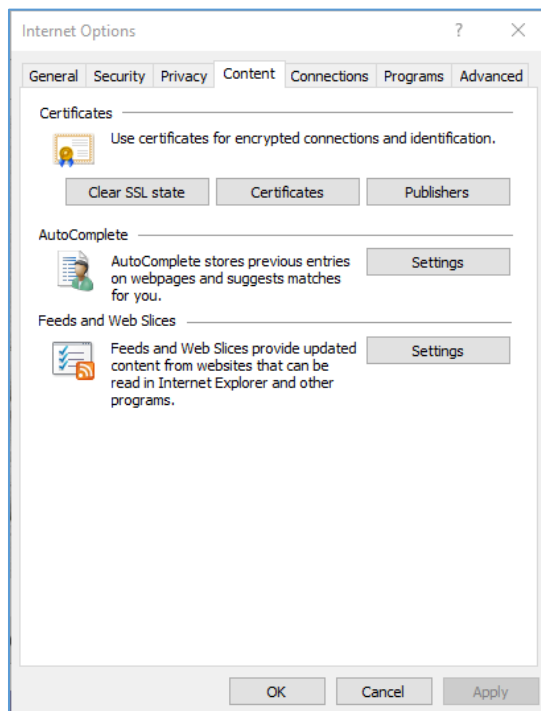 Internet Options
?
General Security Privacy Content Connections Programs Advanced
Certificates
Use certificates for encrypted connections and identification.
Clear SSL state Certificates Publishers
AutoComplete
AutoComplete stores previous entries
on webpages and suggests matches
for you.
Settings
Feeds and Web Slices
Feeds and Web Slices provide updated
content from websites that can be
read in Internet Explorer and other
programs.
Settings
OK Cancel Apply